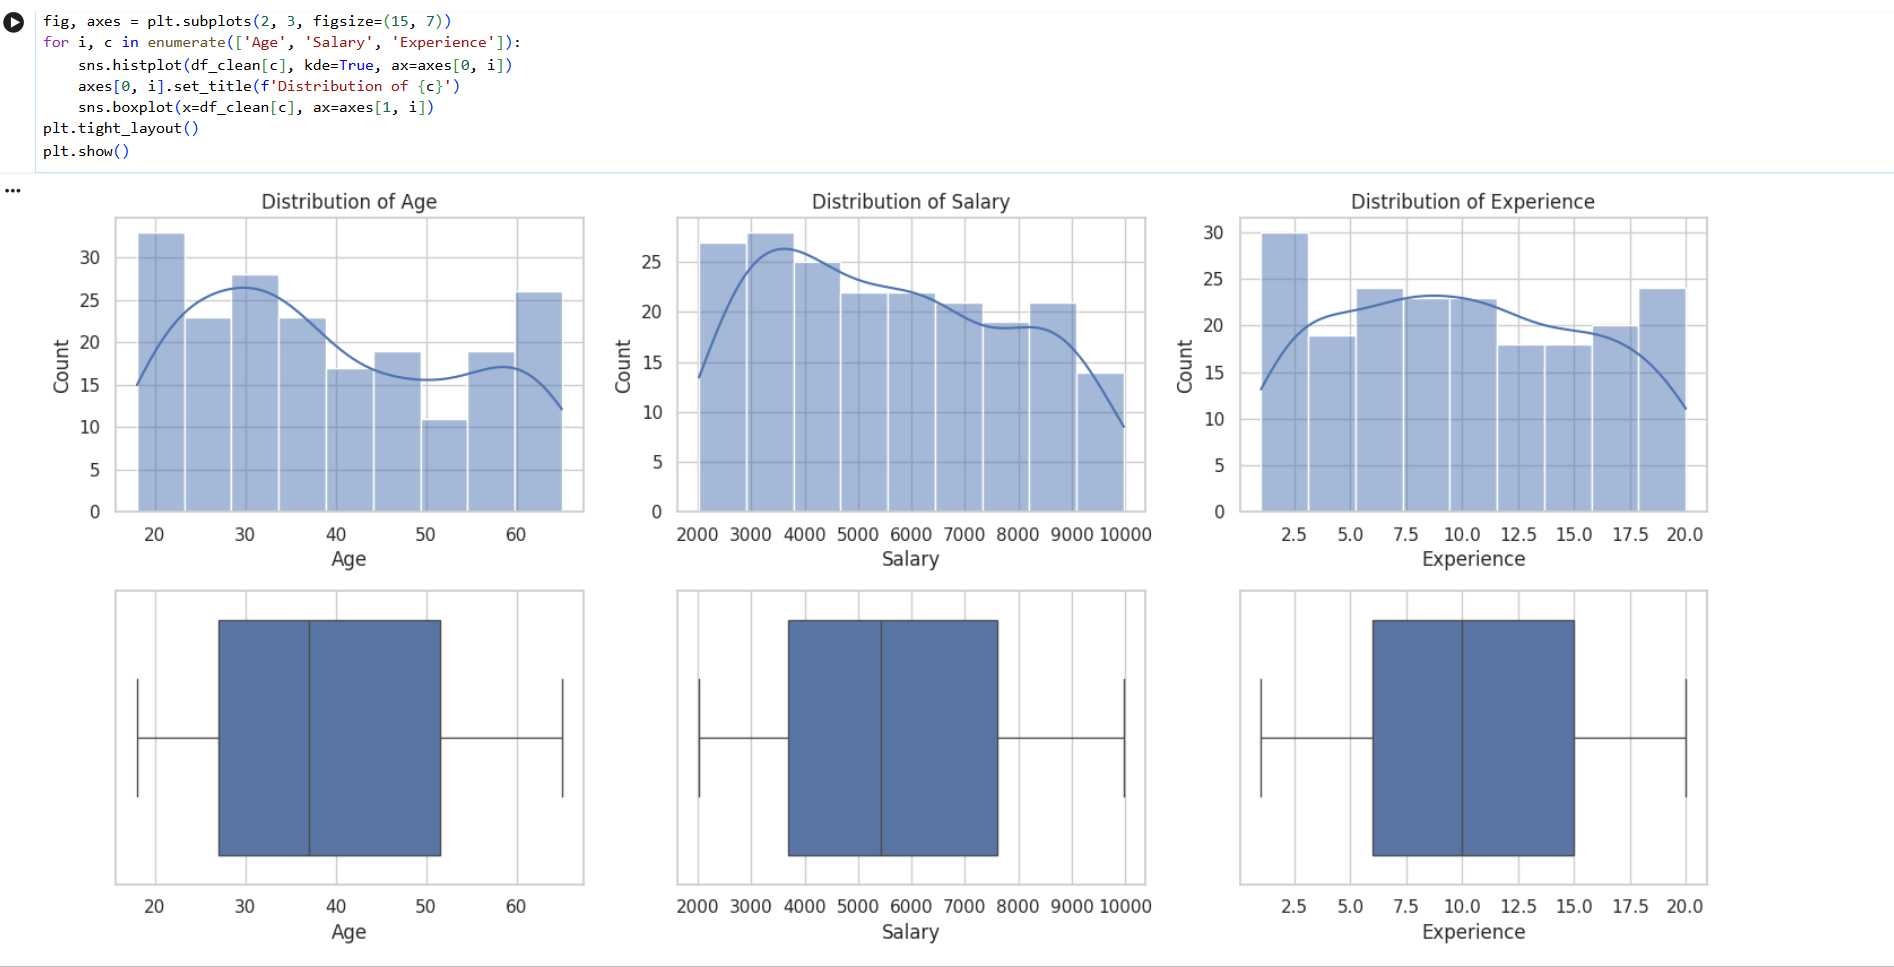 fig, axes = plt.subplots(2, 3, figsize=(15, 7))
for i, c in enumerate(['Age', 'Salary', 'Experience']):
    sns.histplot(df_clean[c], kde=True, ax=axes[0, i])
    axes[0, i].set_title(f'Distribution of {c}')
    sns.boxplot(x=df_clean[c], ax=axes[1, i])
plt.tight_layout()
plt.show()
Distribution of Age
Count
30
25
20
15
10
5
0
20 30 40 50 60
Age
Distribution of Salary
Count
25
20
15
10
5
0
2000 3000 4000 5000 6000 7000 8000 9000 10000
Salary
Distribution of Experience
Count
30
25
20
15
10
5
0
2.5 5.0 7.5 10.0 12.5 15.0 17.5 20.0
Experience
20 30 40 50 60
Age
2000 3000 4000 5000 6000 7000 8000 9000 10000
Salary
2.5 5.0 7.5 10.0 12.5 15.0 17.5 20.0
Experience